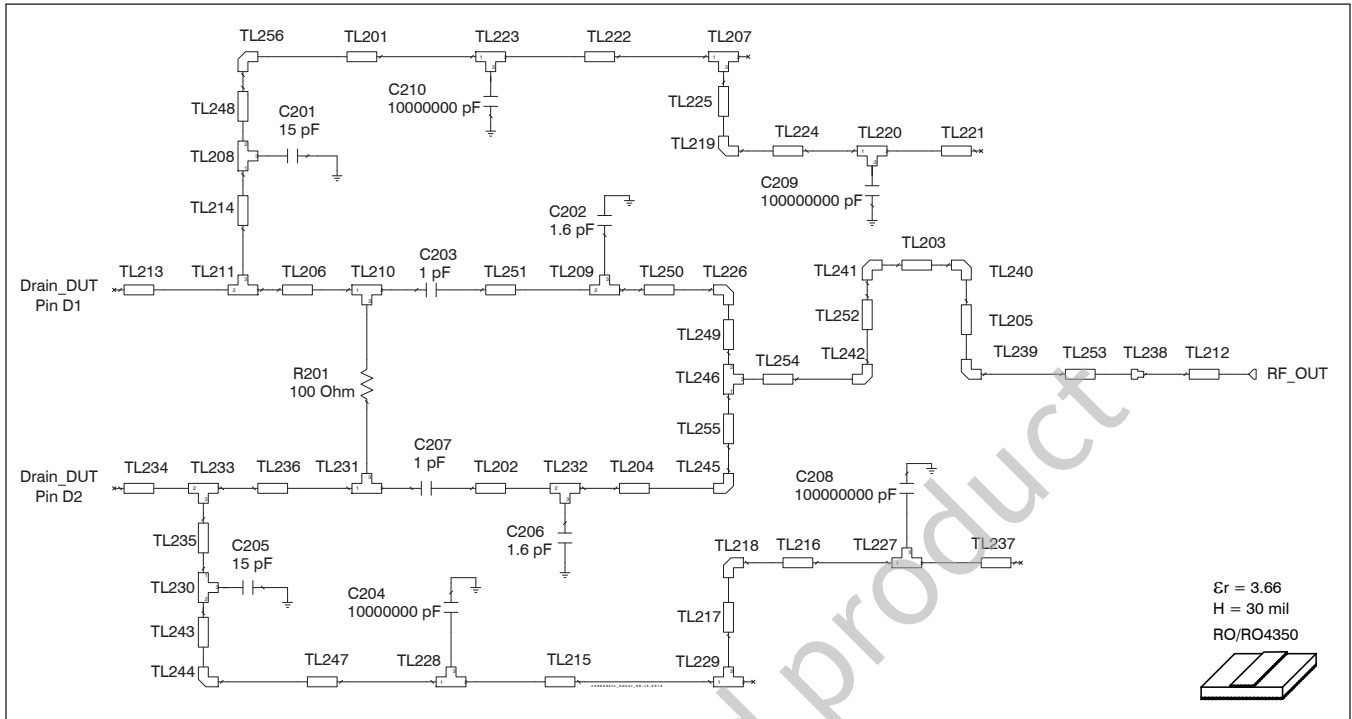 TL256 TL201 TL223 TL222 TL207
C210
10000000 pF
TL248
C201
15 pF
TL225
TL208
TL219 TL224 TL220 TL221
TL214
C209
100000000 pF
C202
1.6 pF
TL203
Drain_DUT
Pin D1
TL213 TL211 TL206 TL210
C203
1 pF
TL251 TL209 TL250 TL226
TL241 TL240
TL249 TL252 TL205
R201
100 Ohm
TL246 TL254 TL242
TL239 TL253 TL238 TL212
RF_OUT
TL255
Drain_DUT
Pin D2
TL234 TL233 TL236 TL231
C207
1 pF
TL202 TL232 TL204 TL245
C208
100000000 pF
TL235
C205
15 pF
C206
1.6 pF
TL218 TL216 TL227 TL237
TL230
C204
10000000 pF
TL243
TL217
TL244 TL247 TL228 TL215 TL229
εr = 3.66
H = 30 mil
RO/RO4350
product